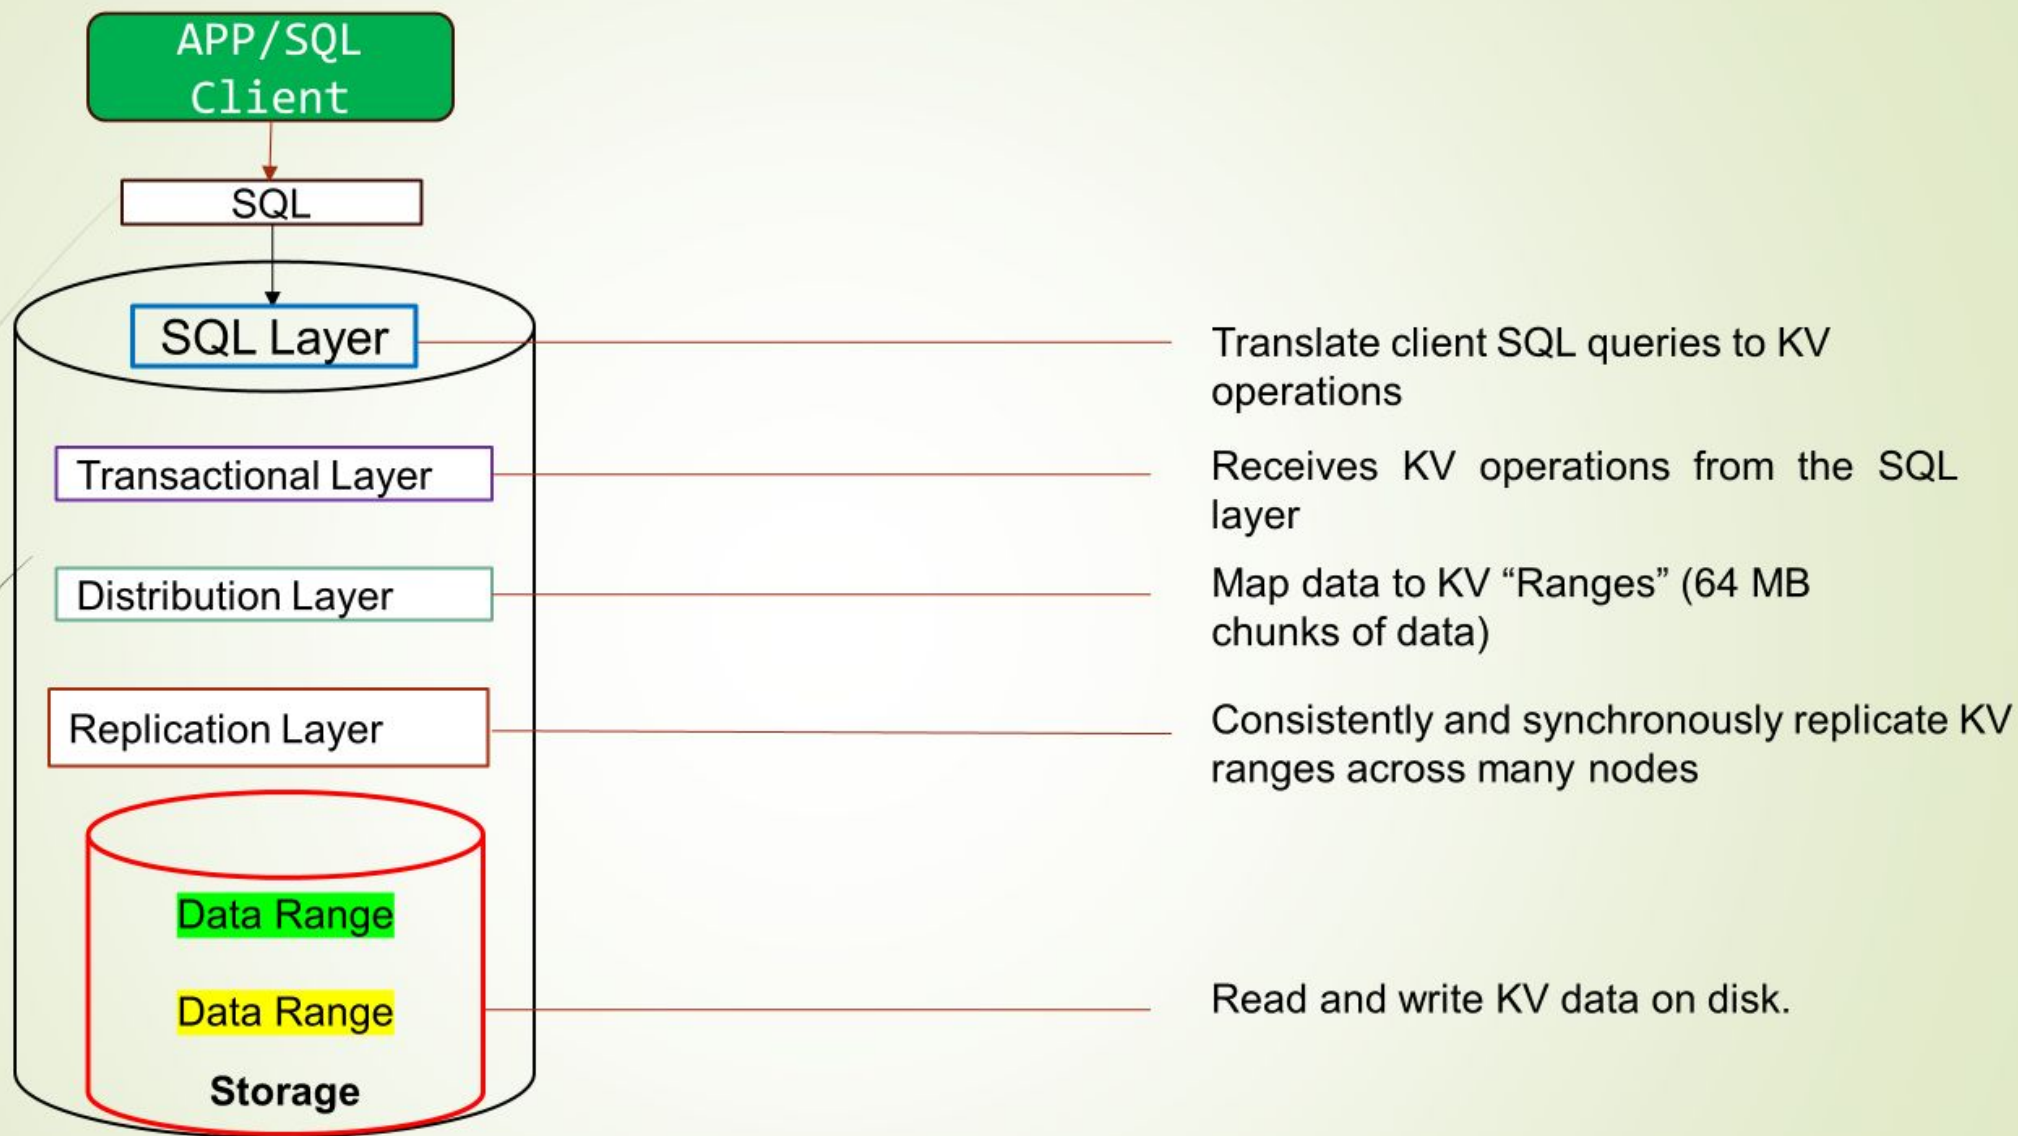 APP/SQL
Client
SQL
SQL Layer
Translate client SQL queries to KV
operations
Transactional Layer
Receives KV operations from the SQL
layer
Distribution Layer
Map data to KV “Ranges” (64 MB
chunks of data)
Replication Layer
Consistently and synchronously replicate KV
ranges across many nodes
Data Range
Data Range
Read and write KV data on disk.
Storage